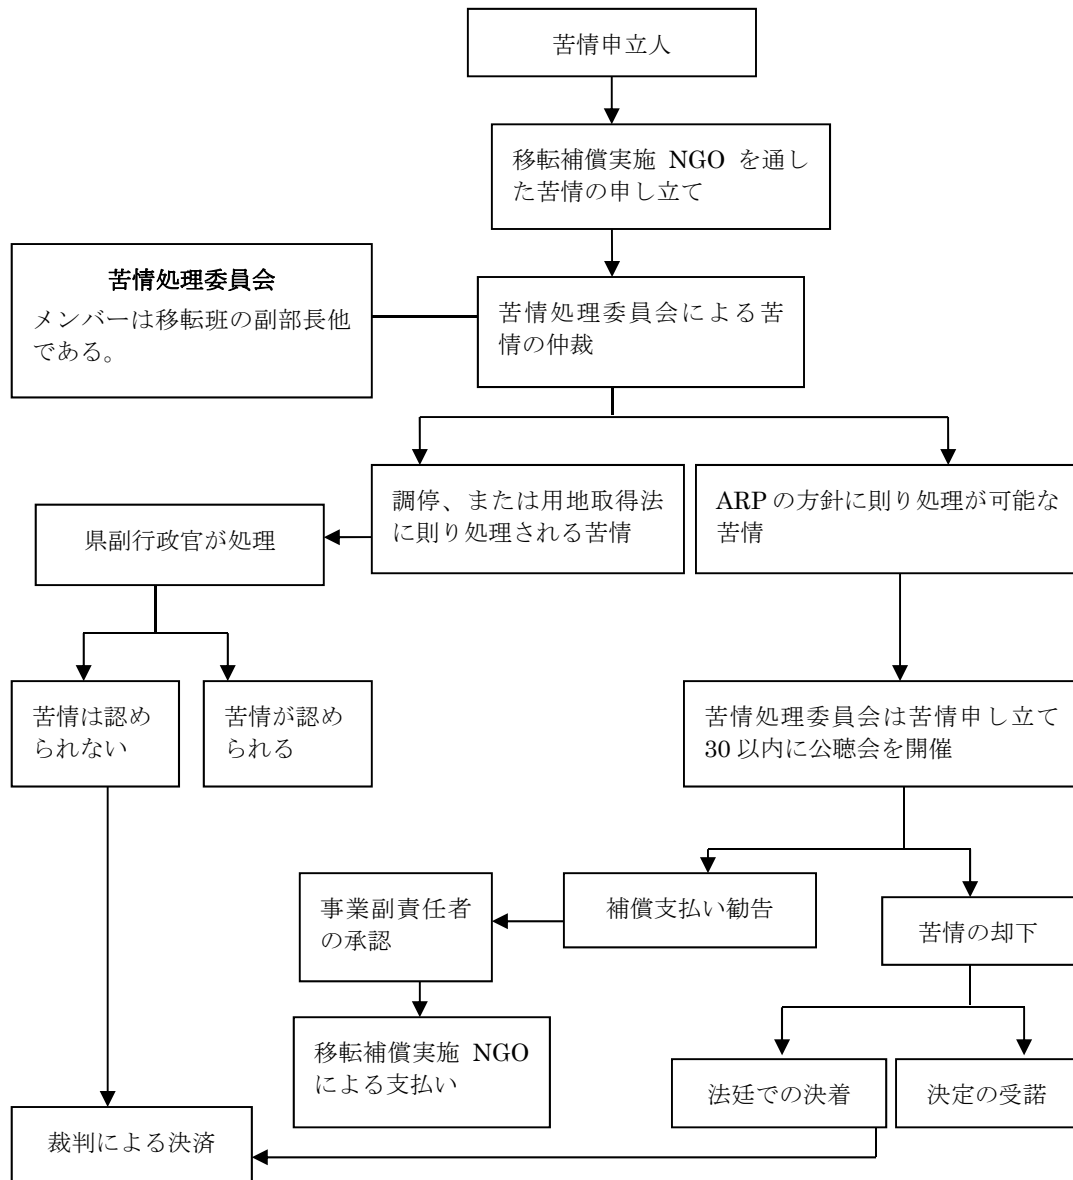 苦情申立人
移転補償実施 NGO を通し
た苦情の申し立て
苦情処理委員会
メンバーは移転班の副部長他
である。
苦情処理委員会による苦
情の仲裁
調停、または用地取得法
に則り処理される苦情
ARP の方針に則り処理が可能な
苦情
県副行政官が処理
苦情は認め
られない
苦情が認め
られる
苦情処理委員会は苦情申し立て
30 以内に公聴会を開催
事業副責任者
の承認
補償支払い勧告
苦情の却下
移転補償実施 NGO
による支払い
法廷での決着
決定の受諾
裁判による決済